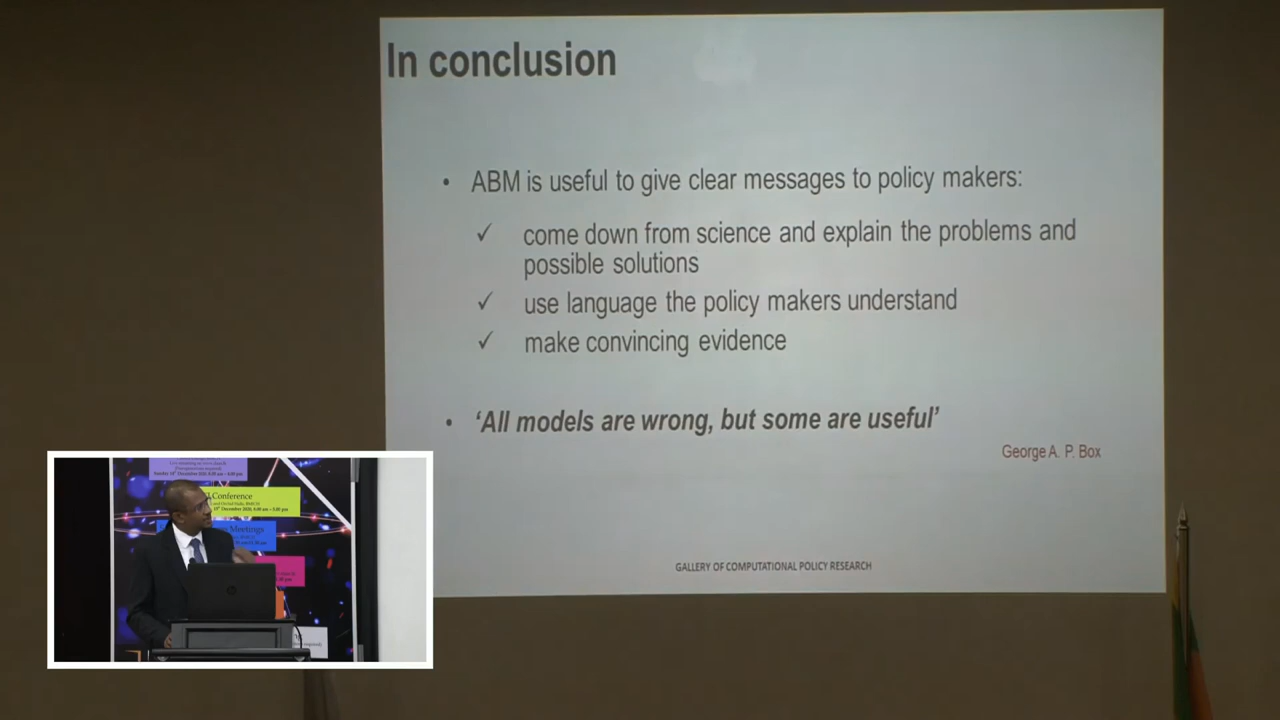 In conclusion
• ABM is useful to give clear messages to policy makers:
✓ come down from science and explain the problems and
possible solutions
✓ use language the policy makers understand
✓ make convincing evidence
• ‘All models are wrong, but some are useful’
George A. P. Box
GALLERY OF COMPUTATIONAL POLICY RESEARCH
Conference
Meetings